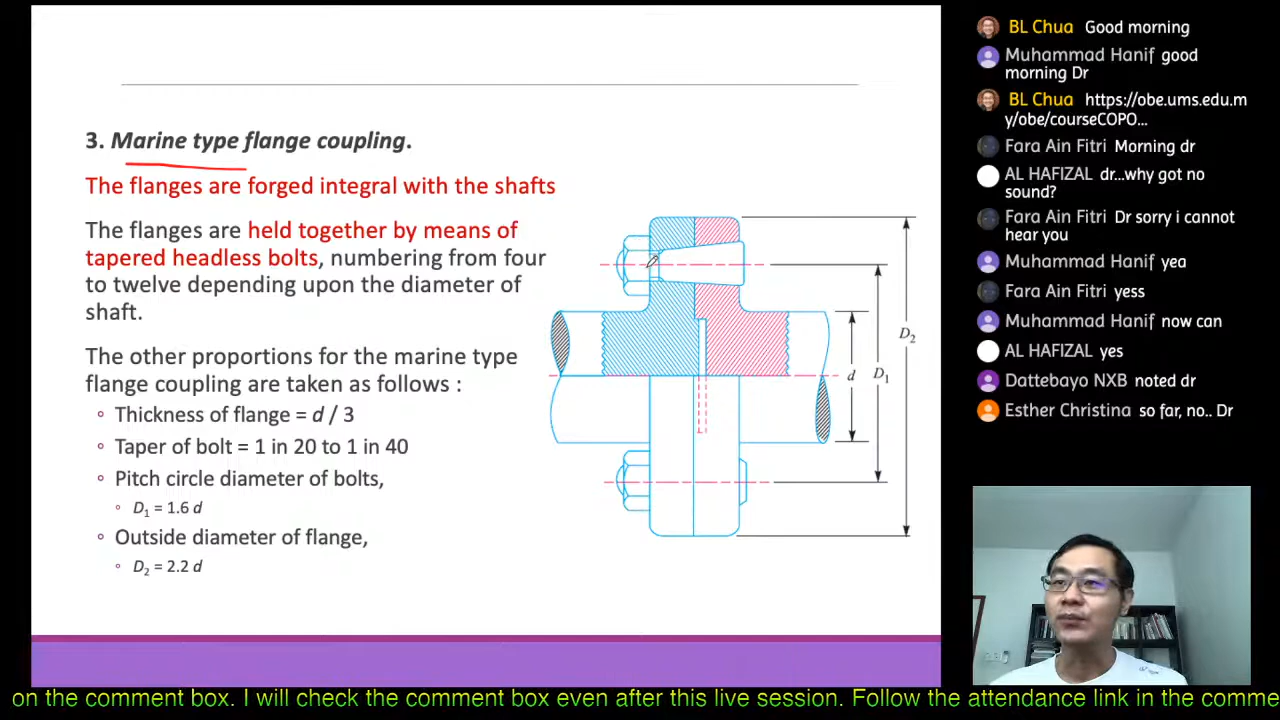 3. Marine type flange coupling.
The flanges are forged integral with the shafts
The flanges are held together by means of
tapered headless bolts, numbering from four
to twelve depending upon the diameter of
shaft.
The other proportions for the marine type
flange coupling are taken as follows :
◦ Thickness of flange = d / 3
◦ Taper of bolt = 1 in 20 to 1 in 40
◦ Pitch circle diameter of bolts,
◦ D₁ = 1.6 d
◦ Outside diameter of flange,
◦ D₂ = 2.2 d
d
D₁
D₂
BL Chua Good morning
Muhammad Hanif good
morning Dr
BL Chua https://obe.ums.edu.m
y/obe/courseCOPO...
Fara Ain Fitri Morning dr
AL HAFIZAL dr...why got no
sound?
Fara Ain Fitri Dr sorry i cannot
hear you
Muhammad Hanif yea
Fara Ain Fitri yess
Muhammad Hanif now can
AL HAFIZAL yes
Dattebayo NXB noted dr
Esther Christina so far, no.. Dr
on the comment box. I will check the comment box even after this live session. Follow the attendance link in the comme